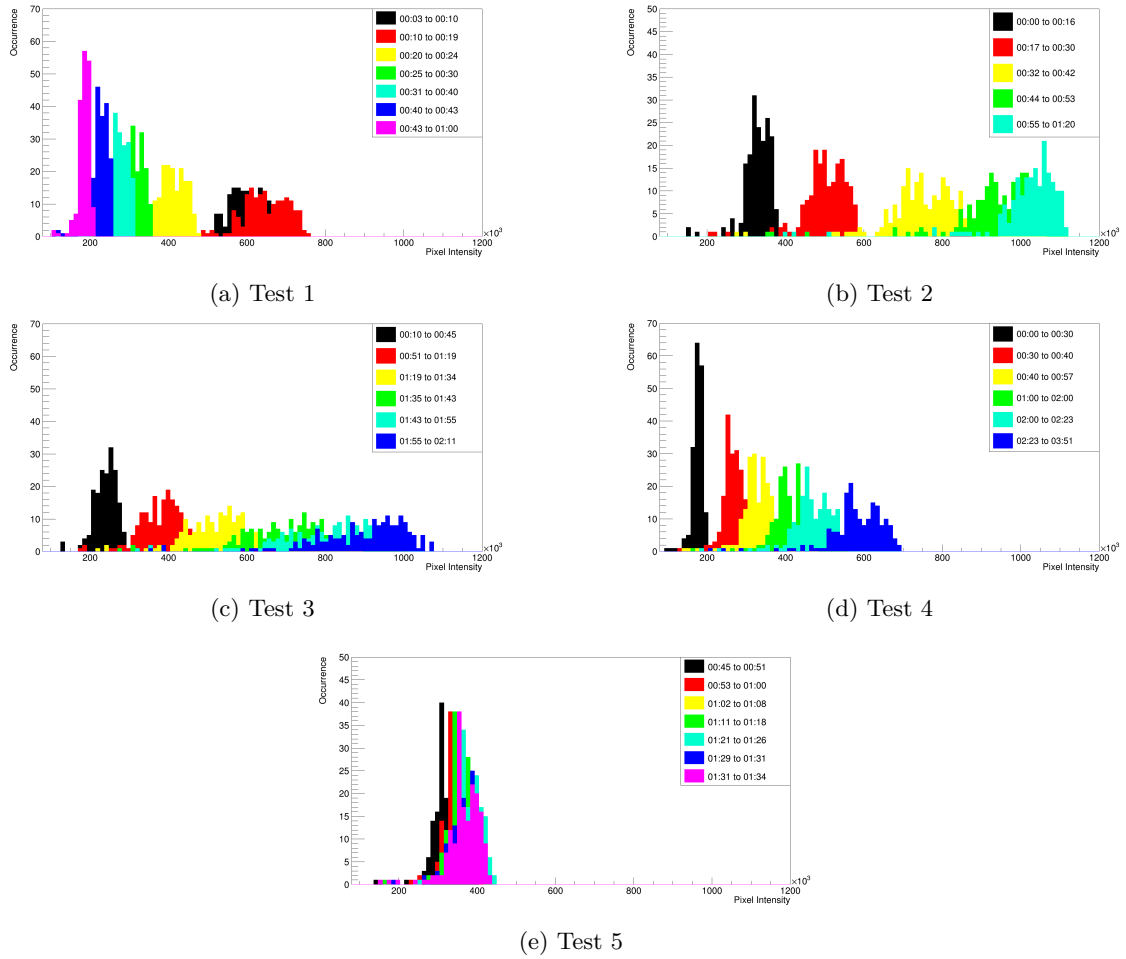 Occurrence
70
60
50
40
30
20
10
0
200
400
600
800
1000
1200
×10³
Pixel Intensity
00:03 to 00:10
00:10 to 00:19
00:20 to 00:24
00:25 to 00:30
00:31 to 00:40
00:40 to 00:43
00:43 to 01:00
(a) Test 1
Occurrence
50
45
40
35
30
25
20
15
10
5
0
200
400
600
800
1000
1200
×10³
Pixel Intensity
00:00 to 00:16
00:17 to 00:30
00:32 to 00:42
00:44 to 00:53
00:55 to 01:20
(b) Test 2
Occurrence
70
60
50
40
30
20
10
0
200
400
600
800
1000
1200
×10³
Pixel Intensity
00:10 to 00:45
00:51 to 01:19
01:19 to 01:34
01:35 to 01:43
01:43 to 01:55
01:55 to 02:11
(c) Test 3
Occurrence
70
60
50
40
30
20
10
0
200
400
600
800
1000
1200
×10³
Pixel Intensity
00:00 to 00:30
00:30 to 00:40
00:40 to 00:57
01:00 to 02:00
02:00 to 02:23
02:23 to 03:51
(d) Test 4
Occurrence
50
45
40
35
30
25
20
15
10
5
0
200
400
600
800
1000
1200
×10³
Pixel Intensity
00:45 to 00:51
00:53 to 01:00
01:02 to 01:08
01:11 to 01:18
01:21 to 01:26
01:29 to 01:31
01:31 to 01:34
(e) Test 5